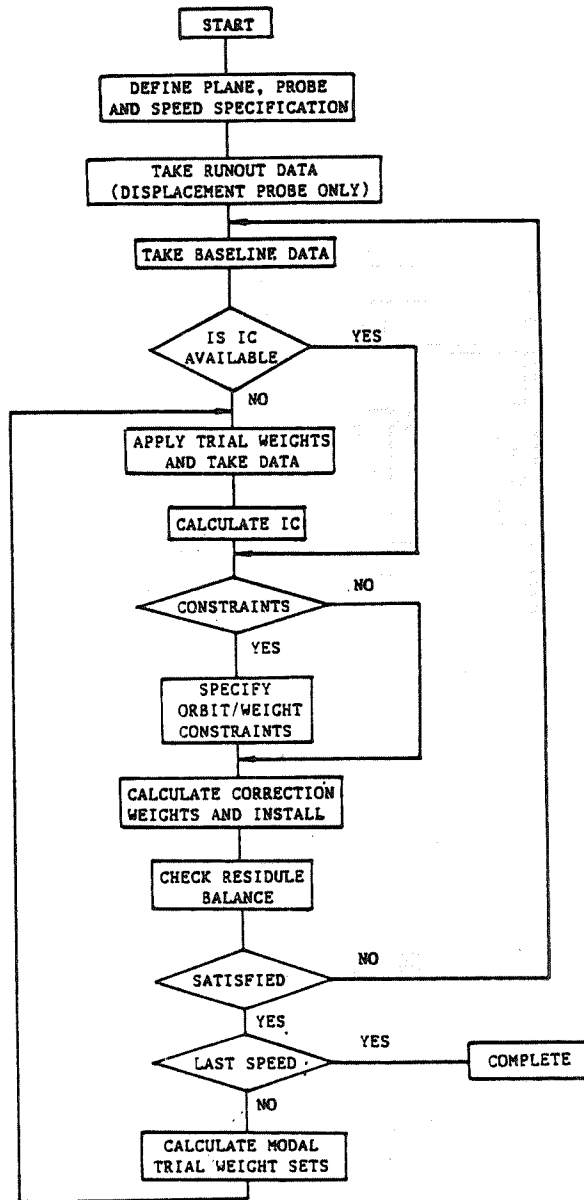 START
DEFINE PLANE, PROBE
AND SPEED SPECIFICATION
TAKE RUNOUT DATA
(DISPLACEMENT PROBE ONLY)
TAKE BASELINE DATA
IS IC
AVAILABLE
YES
NO
APPLY TRIAL WEIGHTS
AND TAKE DATA
CALCULATE IC
CONSTRAINTS
NO
YES
SPECIFY
ORBIT/WEIGHT
CONSTRAINTS
CALCULATE CORRECTION
WEIGHTS AND INSTALL
CHECK RESIDULE
BALANCE
SATISFIED
NO
YES
LAST SPEED
YES
COMPLETE
NO
CALCULATE MODAL
TRIAL WEIGHT SETS